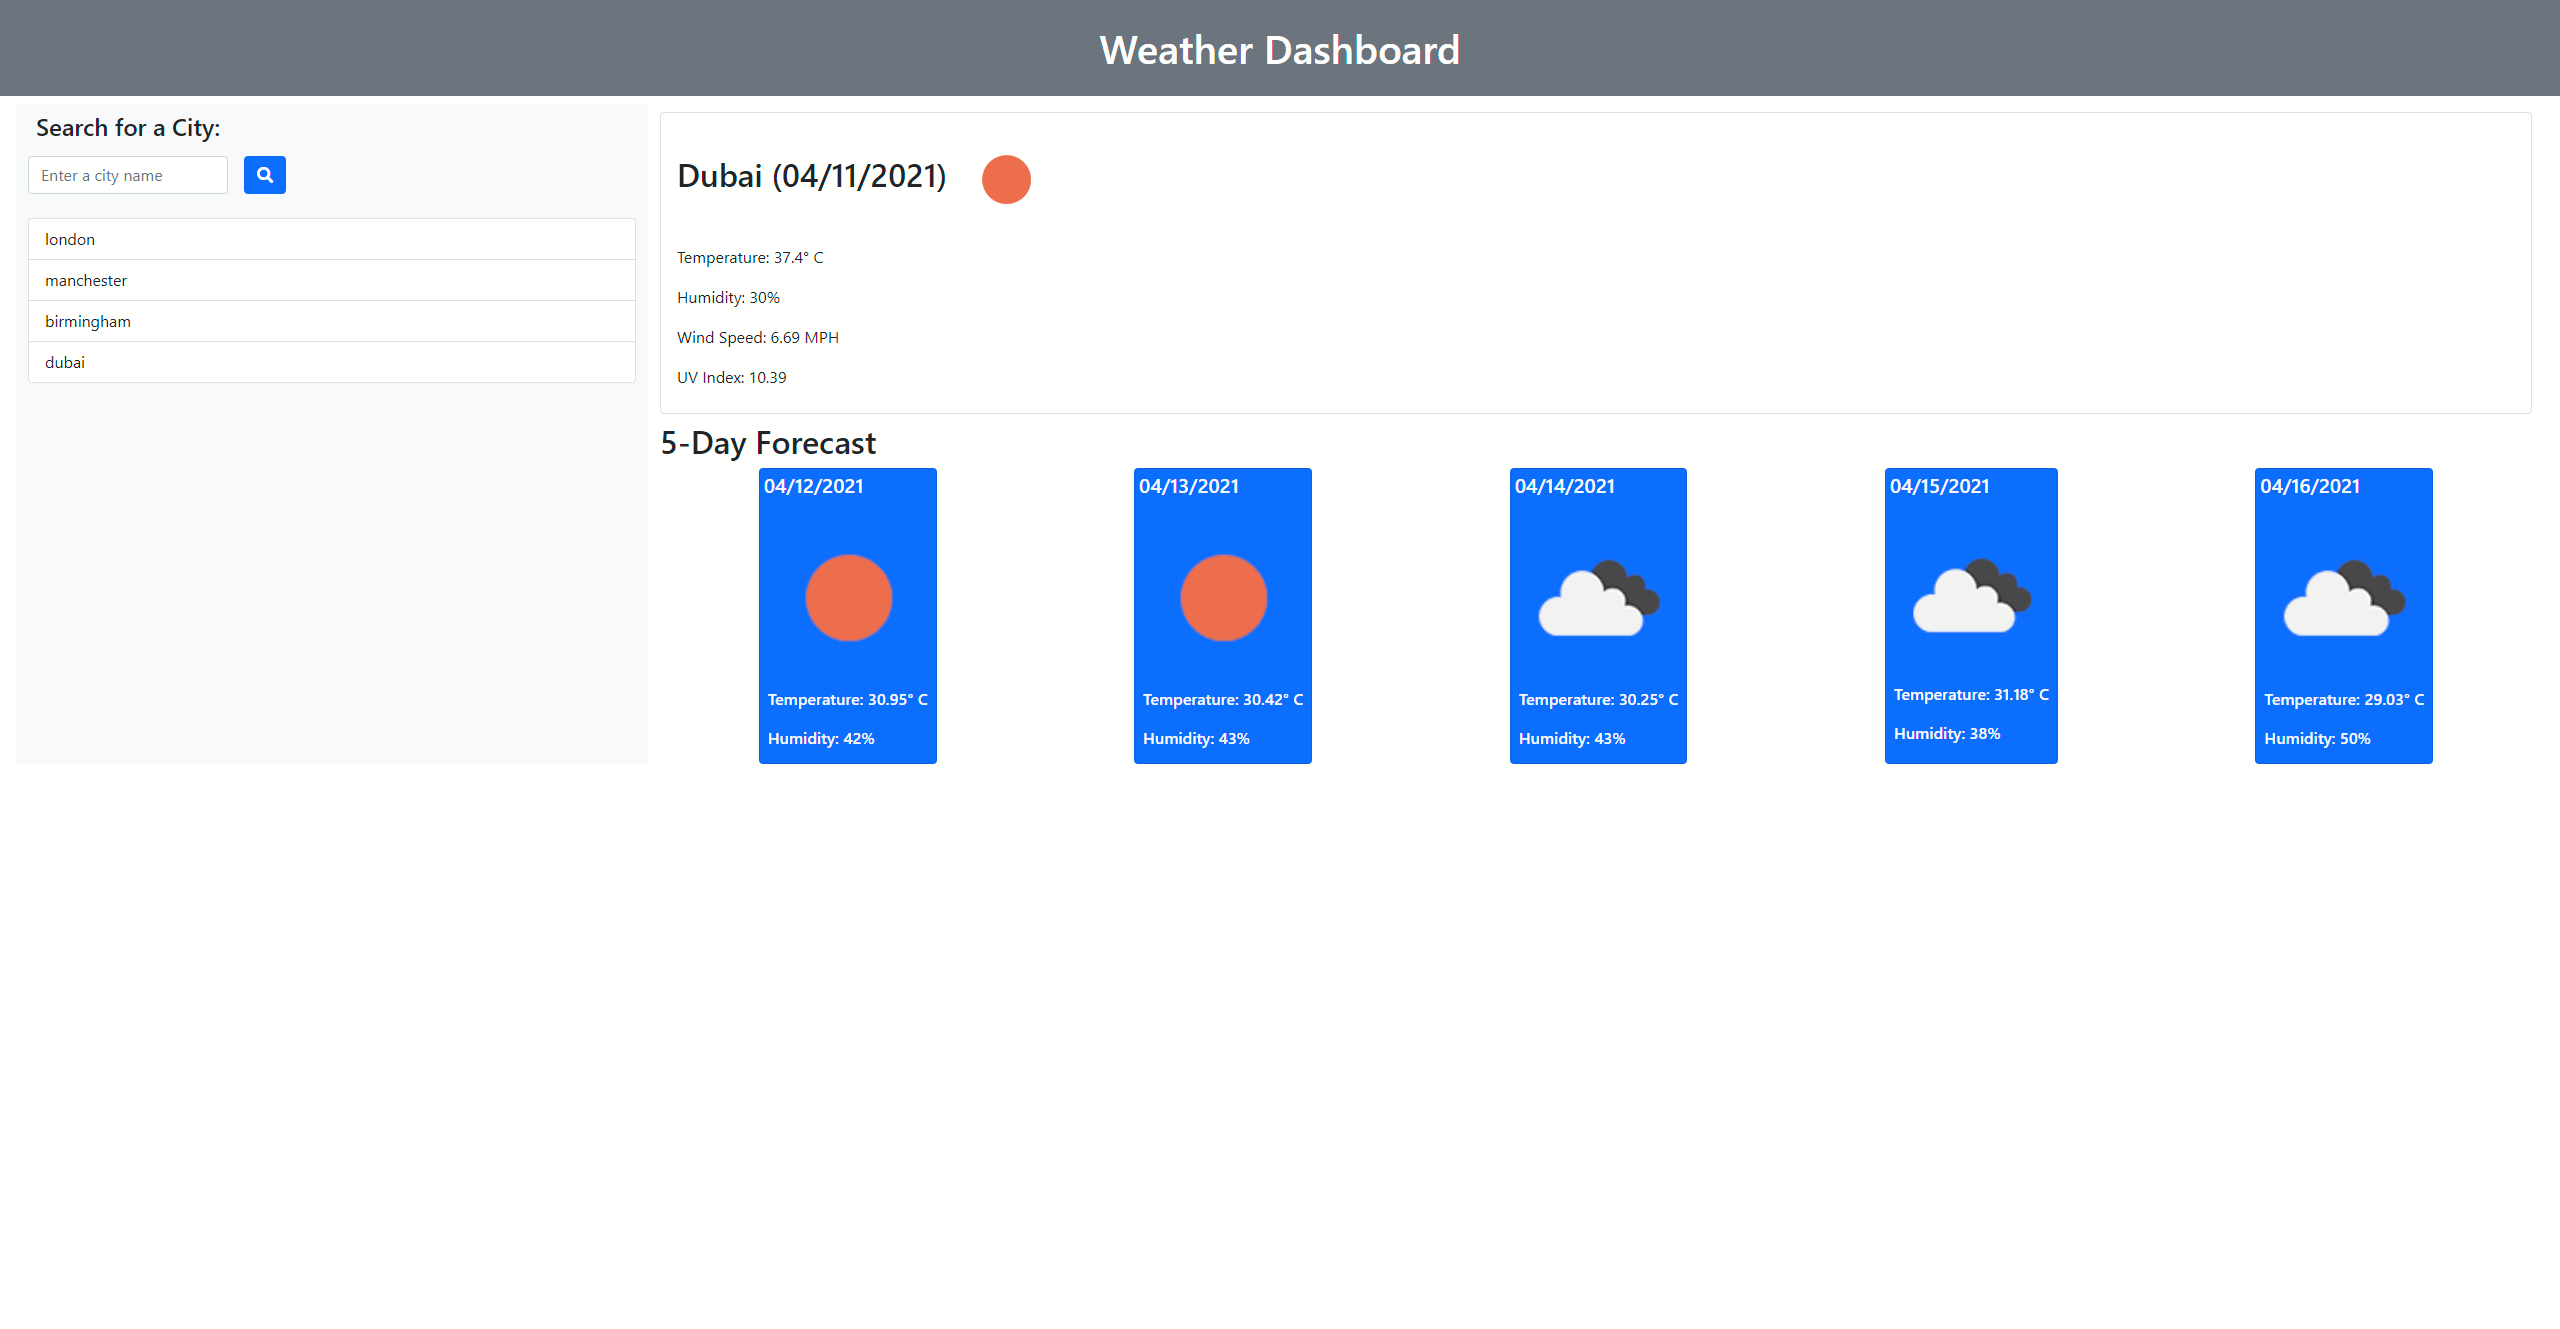 Weather Dashboard
Search for a City:
Enter a city name
london
manchester
birmingham
dubai
Dubai (04/11/2021)
Temperature: 37.4° C
Humidity: 30%
Wind Speed: 6.69 MPH
UV Index: 10.39
5-Day Forecast
04/12/2021
Temperature: 30.95° C
Humidity: 42%
04/13/2021
Temperature: 30.42° C
Humidity: 43%
04/14/2021
Temperature: 30.25° C
Humidity: 43%
04/15/2021
Temperature: 31.18° C
Humidity: 38%
04/16/2021
Temperature: 29.03° C
Humidity: 50%